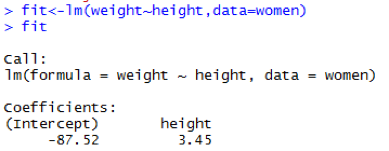 > fit<-lm(weight~height,data=women)
> fit
Call:
lm(formula = weight ~ height, data = women)
Coefficients:
(Intercept)       height
     -87.52         3.45